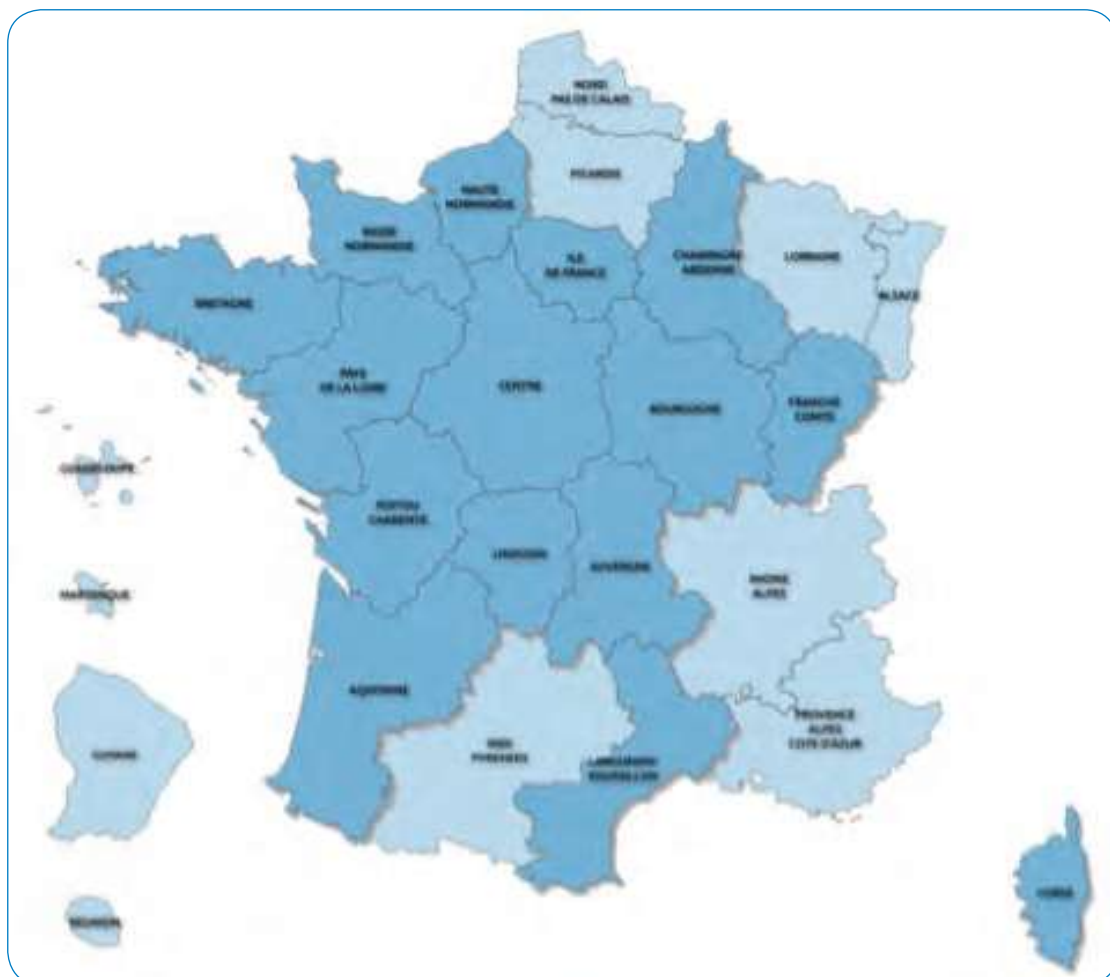 NORD
PAS DE CALAIS
PICARDIE
HAUTE
NORMANDIE
BASSE
NORMANDIE
ILE
DE FRANCE
CHAMPAGNE
ARDENNE
LORRAINE
ALSACE
BRETAGNE
PAYS
DE LA LOIRE
CENTRE
BOURGOGNE
FRANCHE
COMTE
GUADELOUPE
POITOU
CHARENTE
LIMOUSIN
AUVERGNE
RHONE
ALPES
MARTINIQUE
AQUITAINE
MIDI
PYRENEES
LANGUEDOC
ROUSSILLON
PROVENCE
ALPES
COTE D'AZUR
GUYANE
CORSE
REUNION